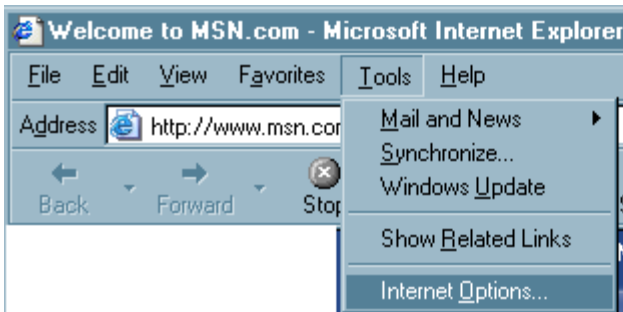 Welcome to MSN.com - Microsoft Internet Explorer
File Edit View Favorites Tools Help
Address http://www.msn.co
Mail and News
Synchronize...
Windows Update
Back Forward Stop
Show Related Links
Internet Options...